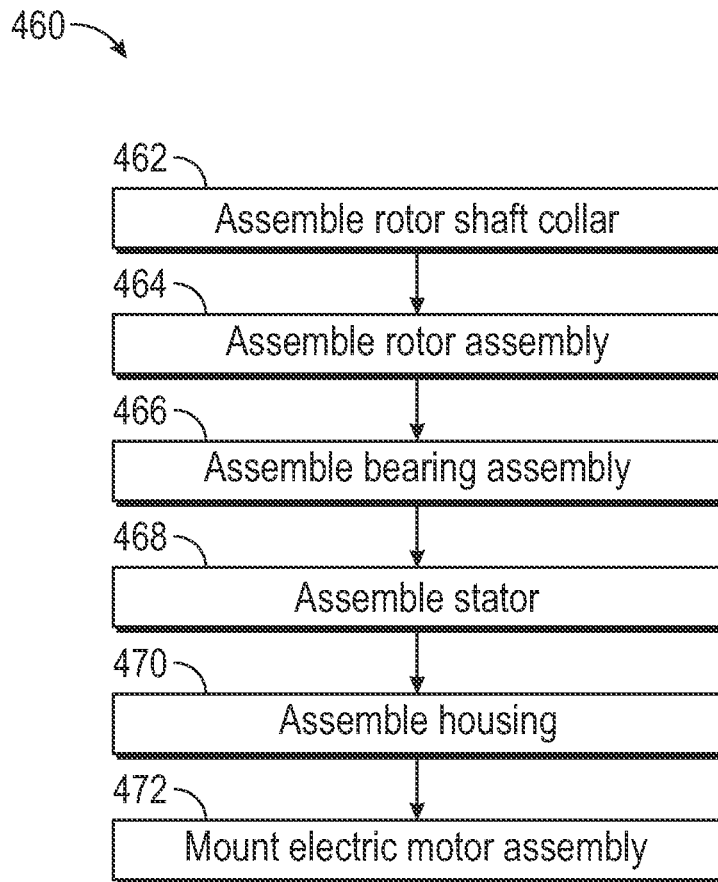 460
462
Assemble rotor shaft collar
464
Assemble rotor assembly
466
Assemble bearing assembly
468
Assemble stator
470
Assemble housing
472
Mount electric motor assembly